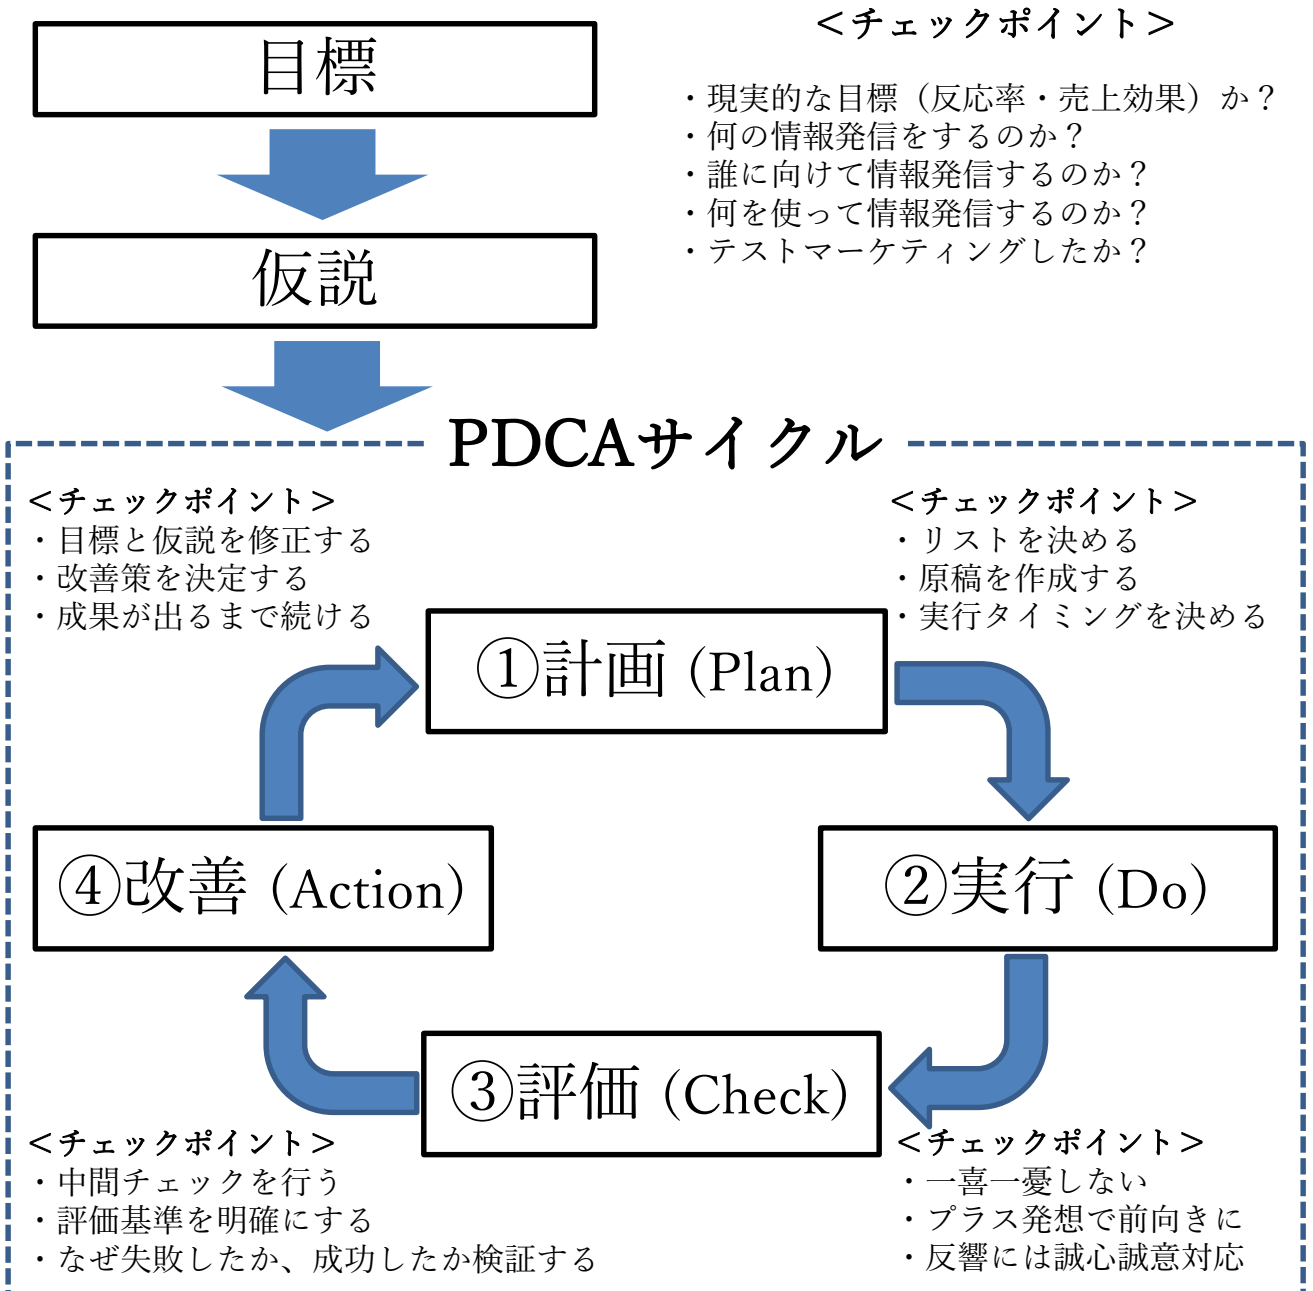 目標
仮説
＜チェックポイント＞
・現実的な目標（反応率・売上効果）か？
・何の情報発信をするのか？
・誰に向けて情報発信するのか？
・何を使って情報発信するのか？
・テストマーケティングしたか？
PDCAサイクル
＜チェックポイント＞
・目標と仮説を修正する
・改善策を決定する
・成果が出るまで続ける
＜チェックポイント＞
・リストを決める
・原稿を作成する
・実行タイミングを決める
①計画 (Plan)
④改善 (Action)
②実行 (Do)
③評価 (Check)
＜チェックポイント＞
・中間チェックを行う
・評価基準を明確にする
・なぜ失敗したか、成功したか検証する
＜チェックポイント＞
・一喜一憂しない
・プラス発想で前向きに
・反響には誠心誠意対応